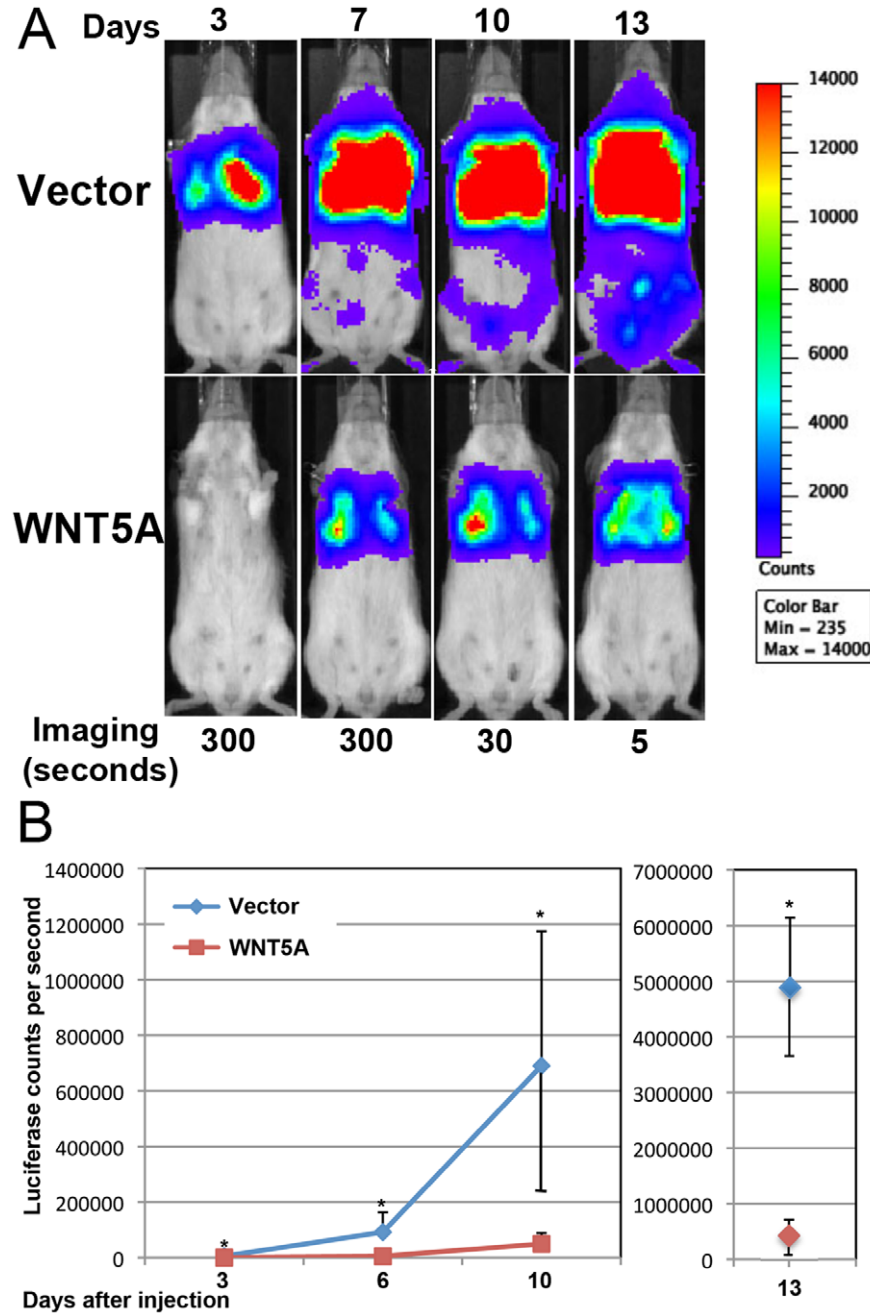 A
Days 3 7 10 13
Vector
WNT5A
Imaging
(seconds)
300 300 30 5
14000
12000
10000
8000
6000
4000
2000
Counts
Color Bar
Min = 235
Max = 14000
B
Luciferase counts per second
1400000
1200000
1000000
800000
600000
400000
200000
0
Vector
WNT5A
* * *
3 6 10
Days after injection
7000000
6000000
5000000
4000000
3000000
2000000
1000000
0
*
13